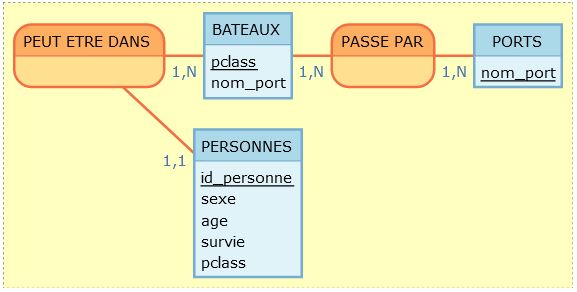 PEUT ETRE DANS
BATEAUX
pclass
nom_port
PASSE PAR
PORTS
nom_port
1,N
1,N
1,N
1,1
PERSONNES
id_personne
sexe
age
survie
pclass